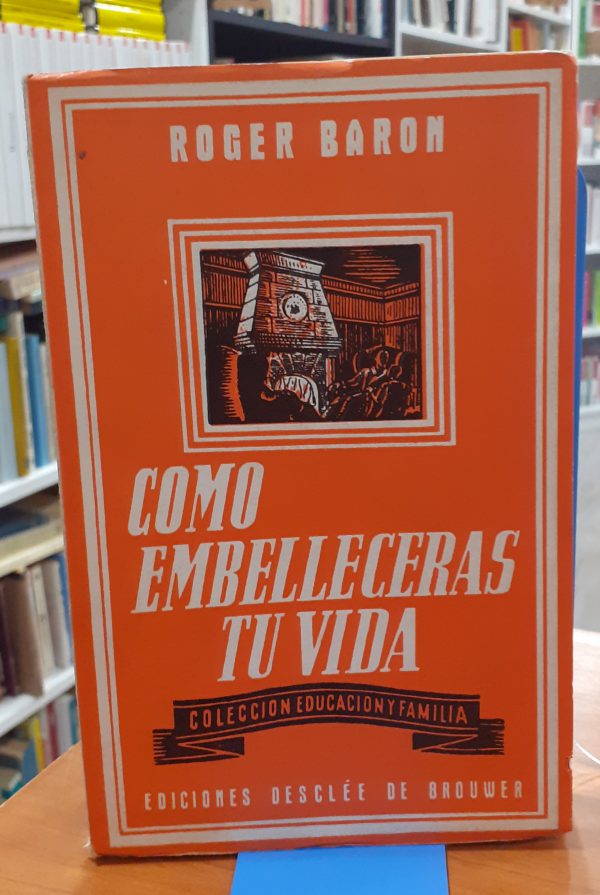 ROGER BARON
COMO
EMBELLECERAS
TU VIDA
COLECCION EDUCACION Y FAMILIA
EDICIONES DESCLÉE DE BROUWER